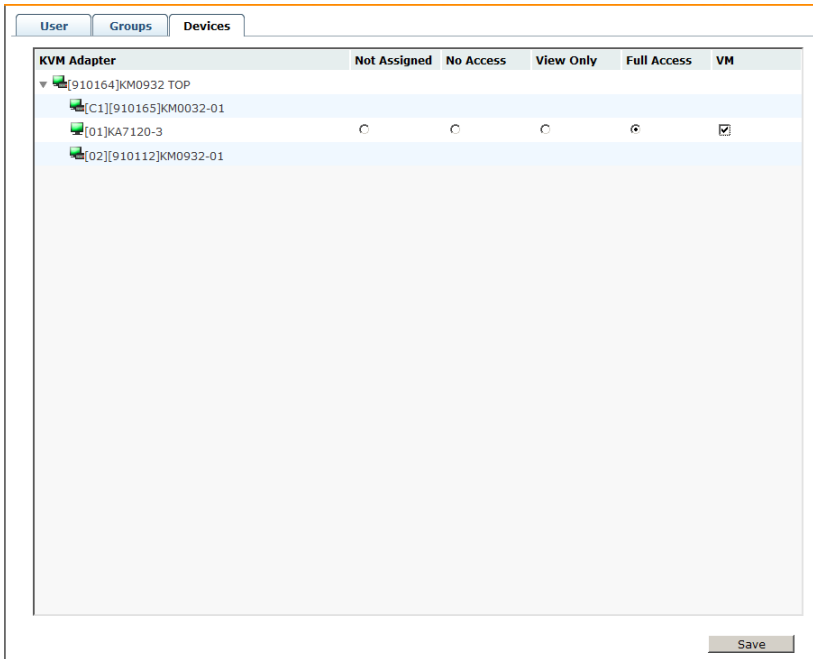 User Groups Devices
KVM Adapter Not Assigned No Access View Only Full Access VM
[910164]KM0932 TOP
[C1][910165]KM0032-01
[01]KA7120-3
[02][910112]KM0932-01
Save